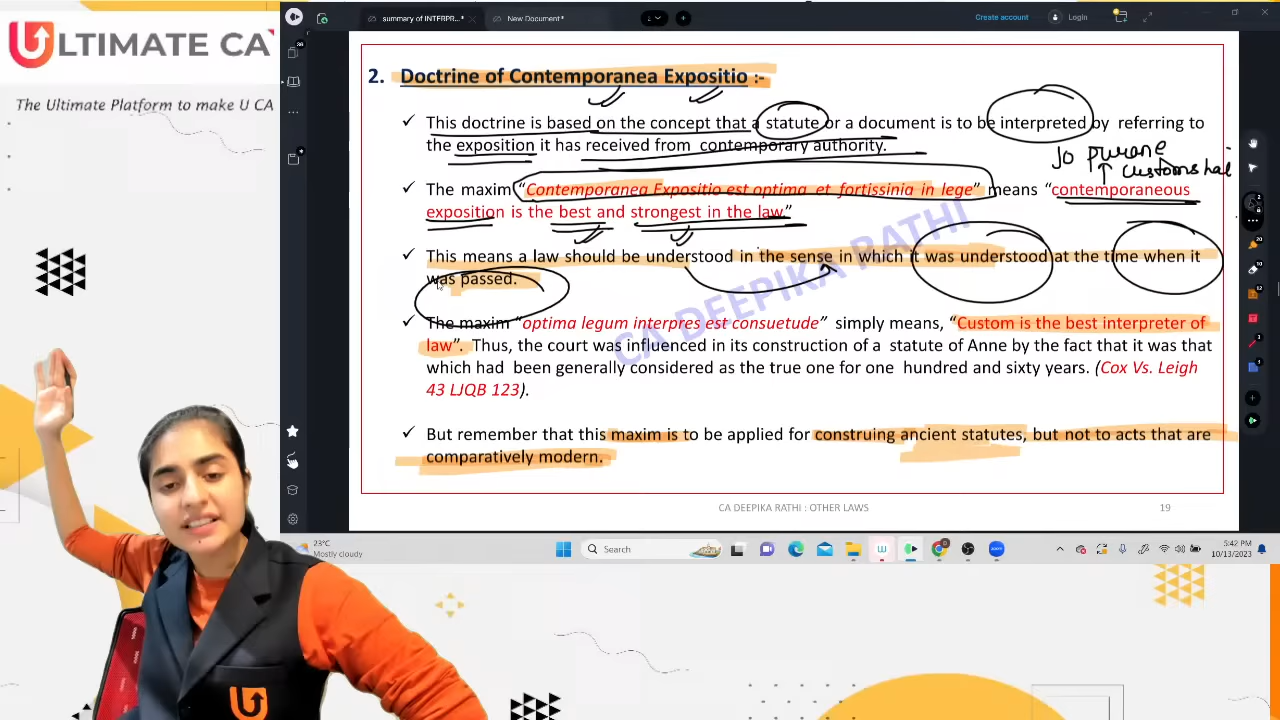 ULTIMATE CA
The Ultimate Platform to make U CA
summary of INTERPR...*
New Document*
Create account
Login
2. Doctrine of Contemporanea Expositio :-
✓ This doctrine is based on the concept that a statute or a document is to be interpreted by referring to
the exposition it has received from contemporary authority.
jo purane
customs hai
✓ The maxim “Contemporanea Expositio est optima et fortissinia in lege” means “contemporaneous
exposition is the best and strongest in the law.”
✓ This means a law should be understood in the sense in which it was understood at the time when it
was passed.
✓ The maxim “optima legum interpres est consuetude” simply means, “Custom is the best interpreter of
law”. Thus, the court was influenced in its construction of a statute of Anne by the fact that it was that
which had been generally considered as the true one for one hundred and sixty years. (Cox Vs. Leigh
43 LJQB 123).
✓ But remember that this maxim is to be applied for construing ancient statutes, but not to acts that are
comparatively modern.
CA DEEPIKA RATHI
CA DEEPIKA RATHI : OTHER LAWS
19
23°C
Mostly cloudy
Search
5:42 PM
10/13/2023